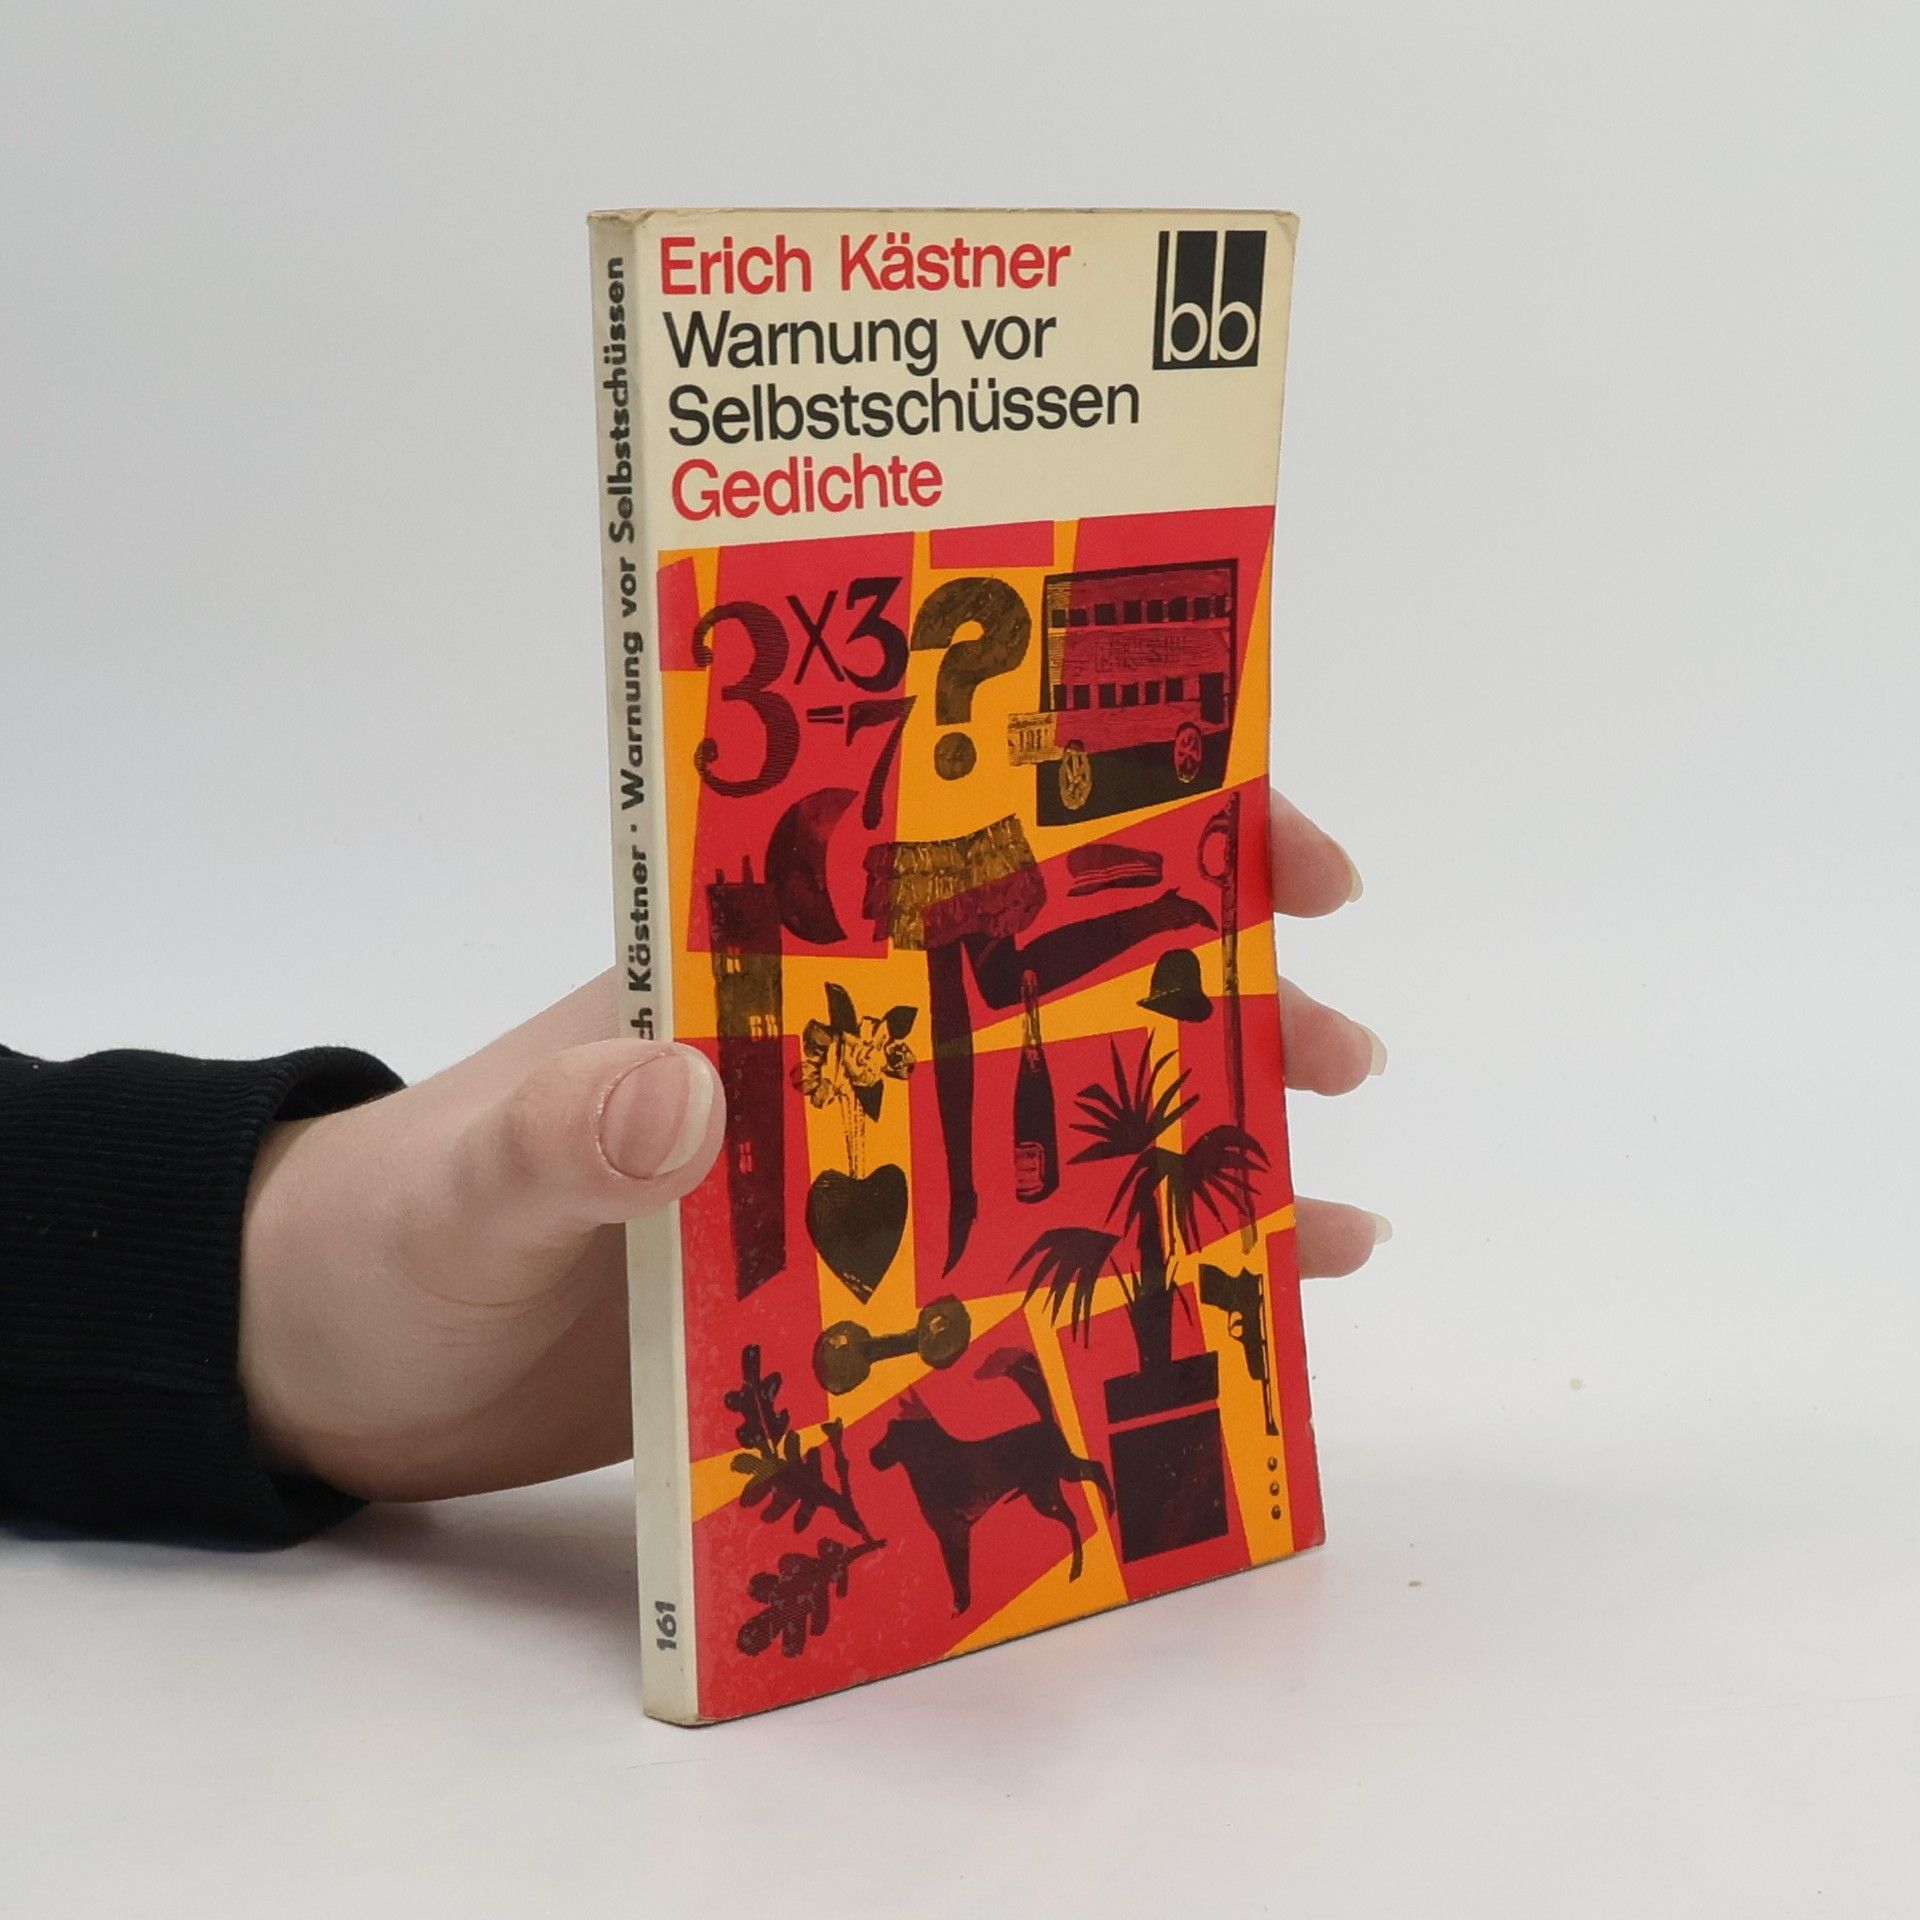 Erich Kästner
Warnung vor
Selbstschüssen
Gedichte
bb
3x3
=7
?
ch Kästner · Warnung vor Selbstschüssen
161